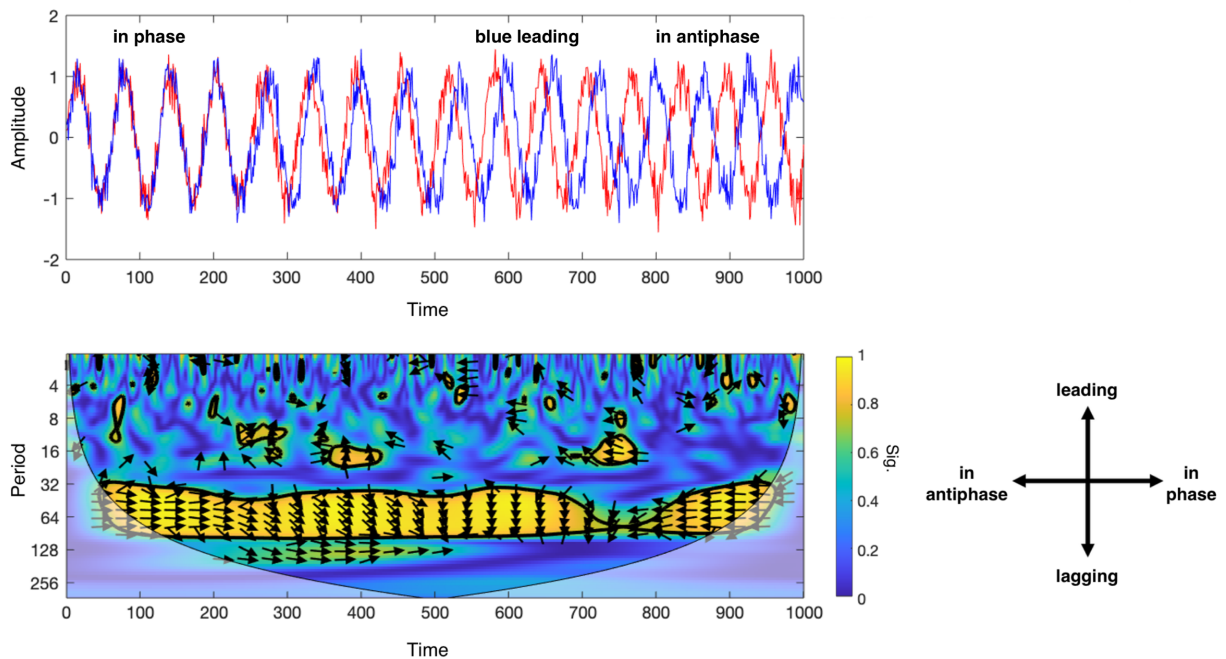 2
in phase
blue leading
in antiphase
1
0
-1
-2
Amplitude
0 100 200 300 400 500 600 700 800 900 1000
Time
4
8
16
32
64
128
256
Period
0 100 200 300 400 500 600 700 800 900 1000
Time
1
0.8
0.6
0.4
0.2
0
Sig.
leading
in
antiphase
in
phase
lagging